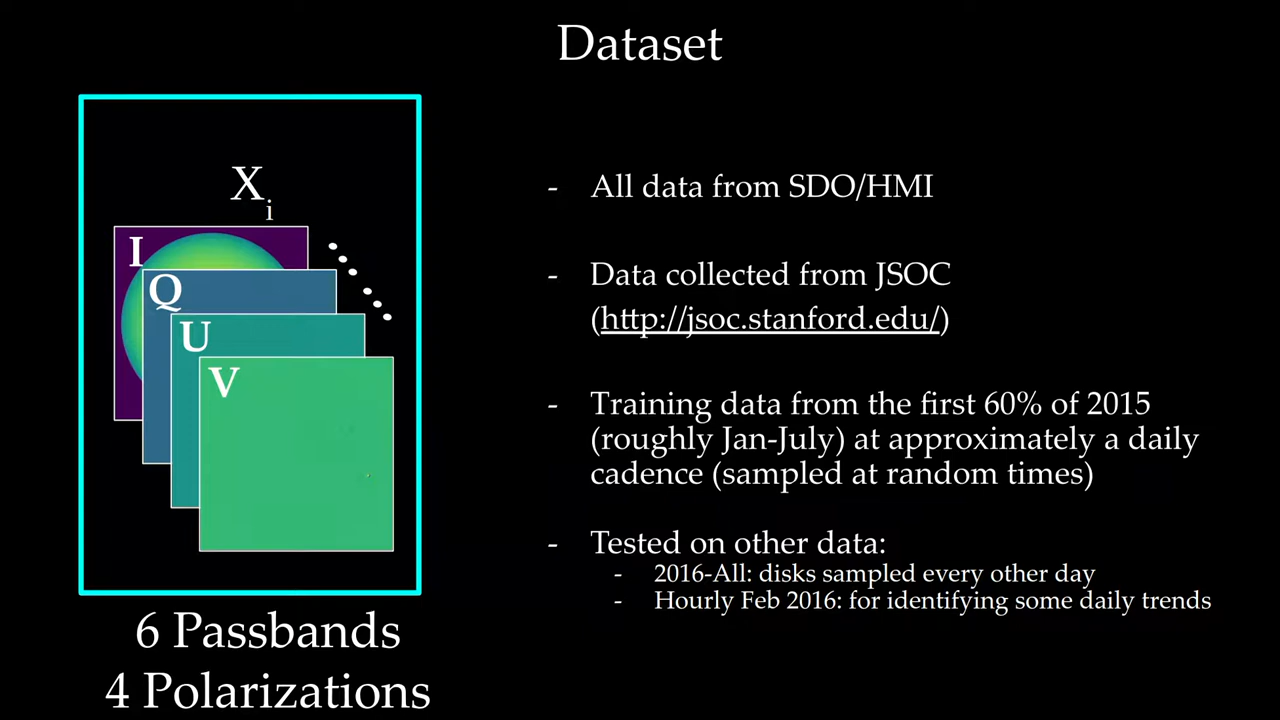 Dataset
X
i
I
Q
U
V
6 Passbands
4 Polarizations
- All data from SDO/HMI
- Data collected from JSOC
(http://jsoc.stanford.edu/)
- Training data from the first 60% of 2015
(roughly Jan-July) at approximately a daily
cadence (sampled at random times)
- Tested on other data:
- 2016-All: disks sampled every other day
- Hourly Feb 2016: for identifying some daily trends